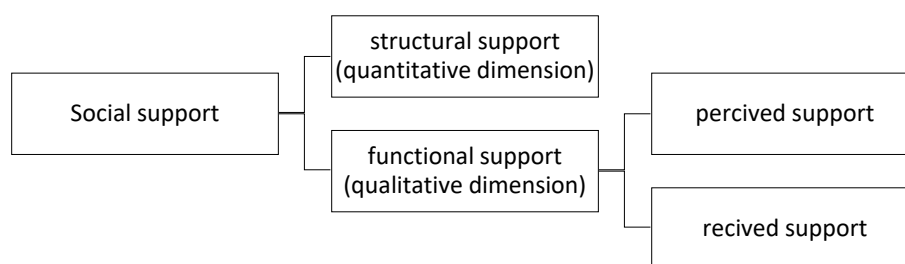 Social support
structural support
(quantitative dimension)
functional support
(qualitative dimension)
percived support
recived support